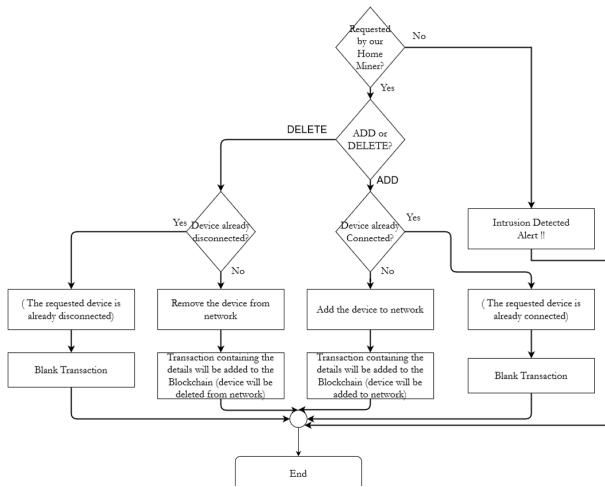 Requested
by our
Home
Miner?
No
Yes
ADD or
DELETE?
DELETE
ADD
Device already
disconnected?
Yes
No
Device already
Connected?
Yes
No
Intrusion Detected
Alert !!
( The requested device is
already disconnected)
Remove the device from
network
Add the device to network
( The requested device is
already connected)
Blank Transaction
Transaction containing the
details will be added to the
Blockchain (device will be
deleted from network)
Transaction containing the
details will be added to the
Blockchain (device will be
added to network)
Blank Transaction
End